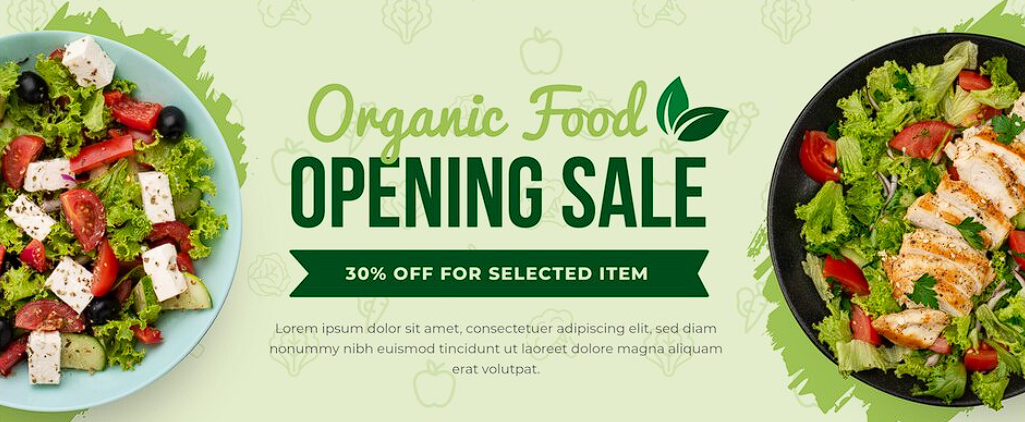 Organic Food
OPENING SALE
30% OFF FOR SELECTED ITEM
Lorem ipsum dolor sit amet, consectetuer adipiscing elit, sed diam
nonummy nibh euismod tincidunt ut laoreet dolore magna aliquam
erat volutpat.